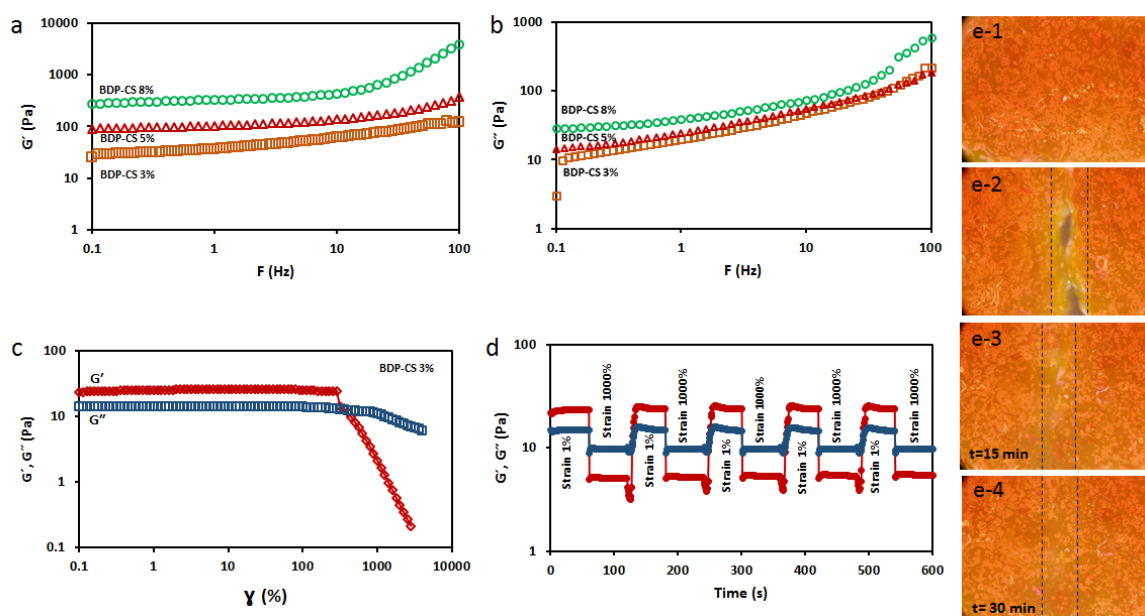 a
10000
1000
100
10
1
G′ (Pa)
BDP-CS 8%
BDP-CS 5%
BDP-CS 3%
0.1 1 10 100
F (Hz)
b
1000
100
10
1
G′′ (Pa)
BDP-CS 8%
BDP-CS 5%
BDP-CS 3%
0.1 1 10 100
F (Hz)
c
100
10
1
0.1
G′, G′′ (Pa)
G′
G′′
BDP-CS 3%
0.1 1 10 100 1000 10000
Ɣ (%)
d
100
10
1
G′, G′′ (Pa)
Strain 1%
Strain 1000%
Strain 1%
Strain 1000%
Strain 1%
Strain 1000%
Strain 1%
Strain 1000%
Strain 1%
Strain 1000%
0 100 200 300 400 500 600
Time (s)
e-1
e-2
e-3
t=15 min
e-4
t= 30 min